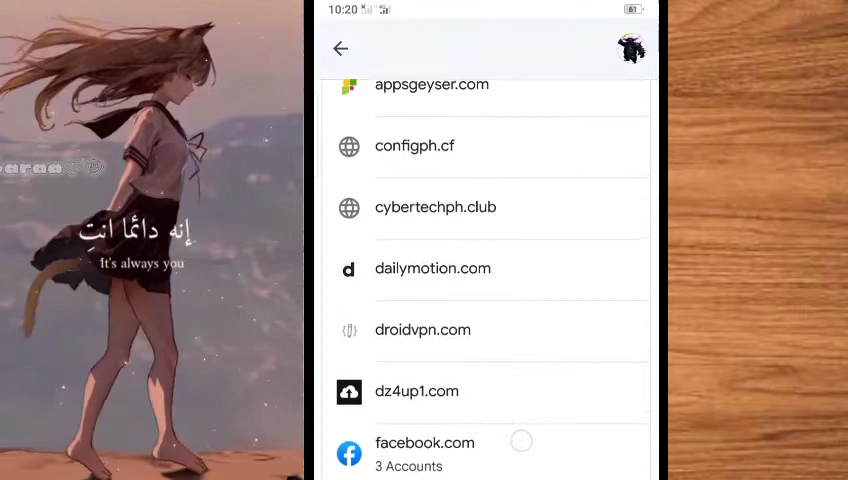 إنه دائما انتِ
It's always you
10:20
61
appsgeyser.com
configph.cf
cybertechph.club
dailymotion.com
droidvpn.com
dz4up1.com
facebook.com
3 Accounts